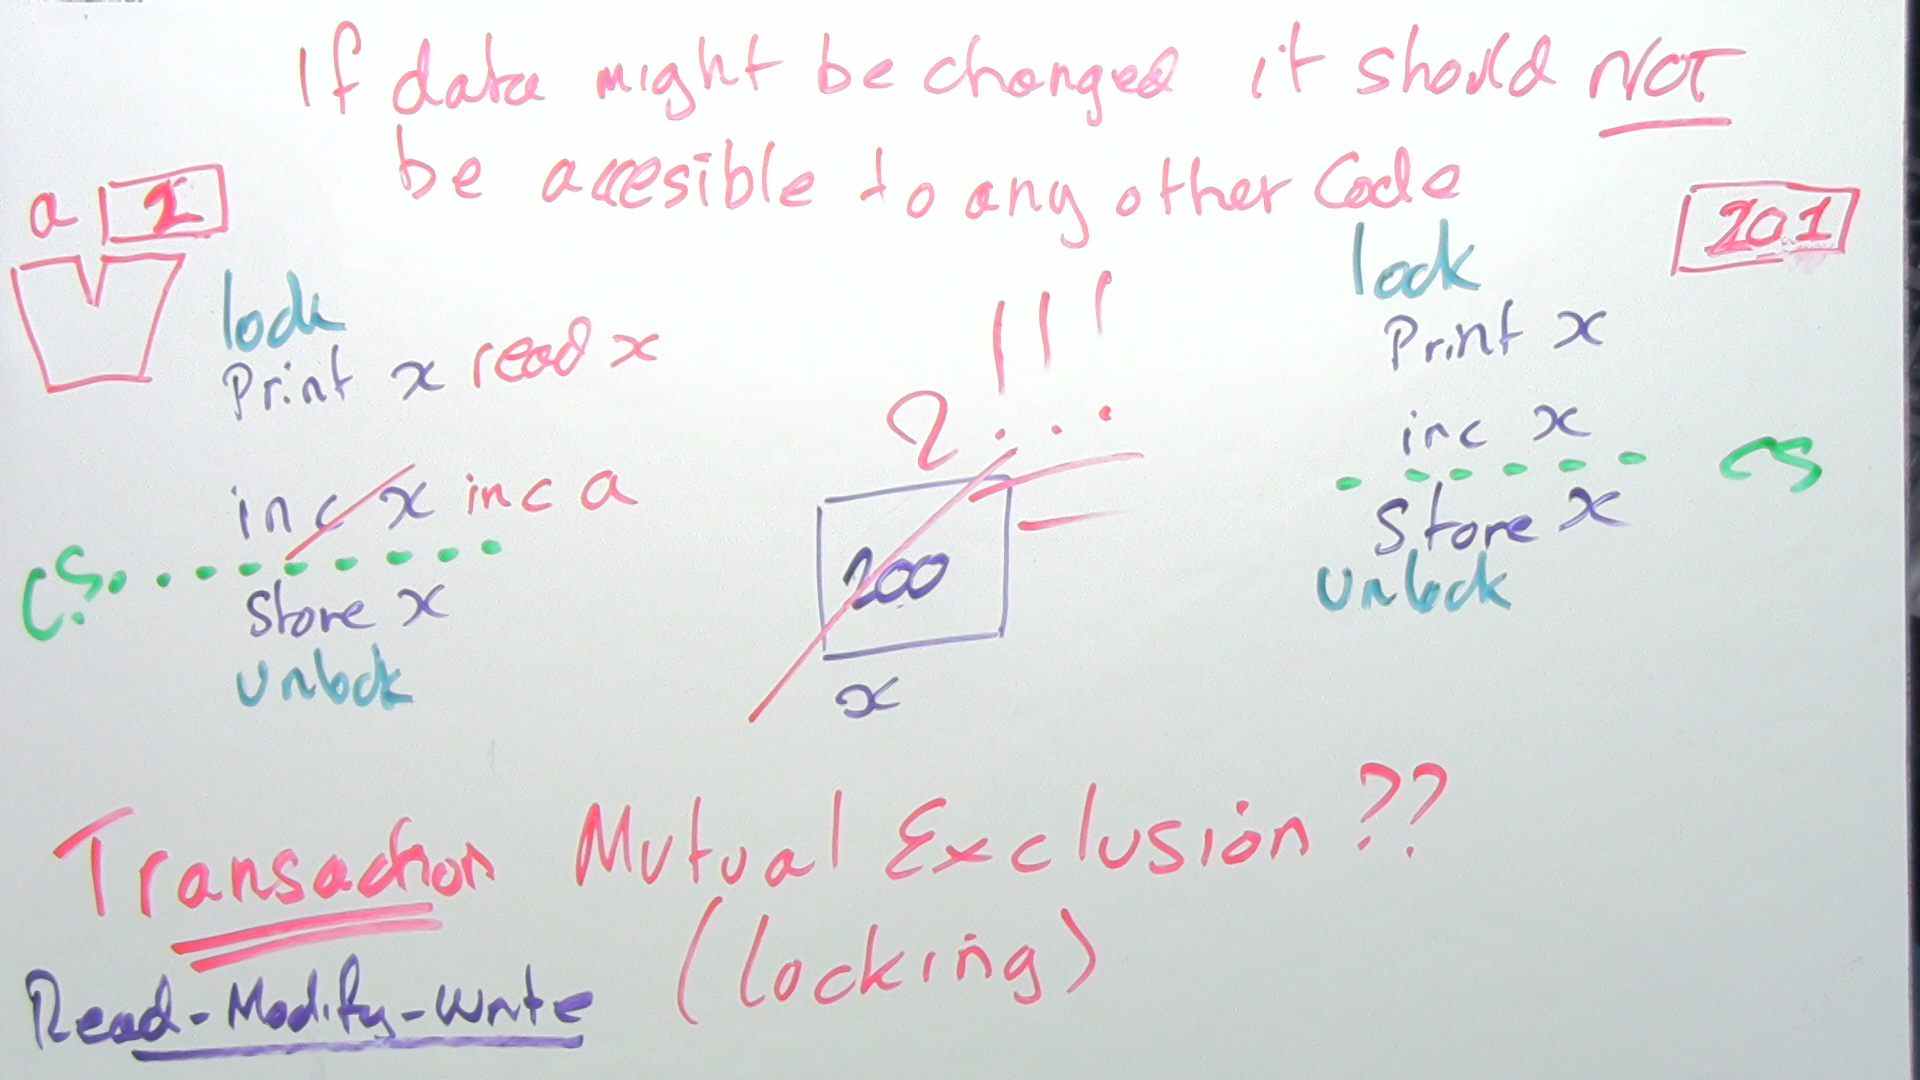 If data might be changed it should NOT
be accesible to any other Code
a 2
201
lock
Print x read x
inc x inc a
CS
Store x
Unlock
2 !!!
200
x
lock
Print x
inc x
CS
Store x
Unlock
Transaction Mutual Exclusion ??
(locking)
Read-Modify-Write